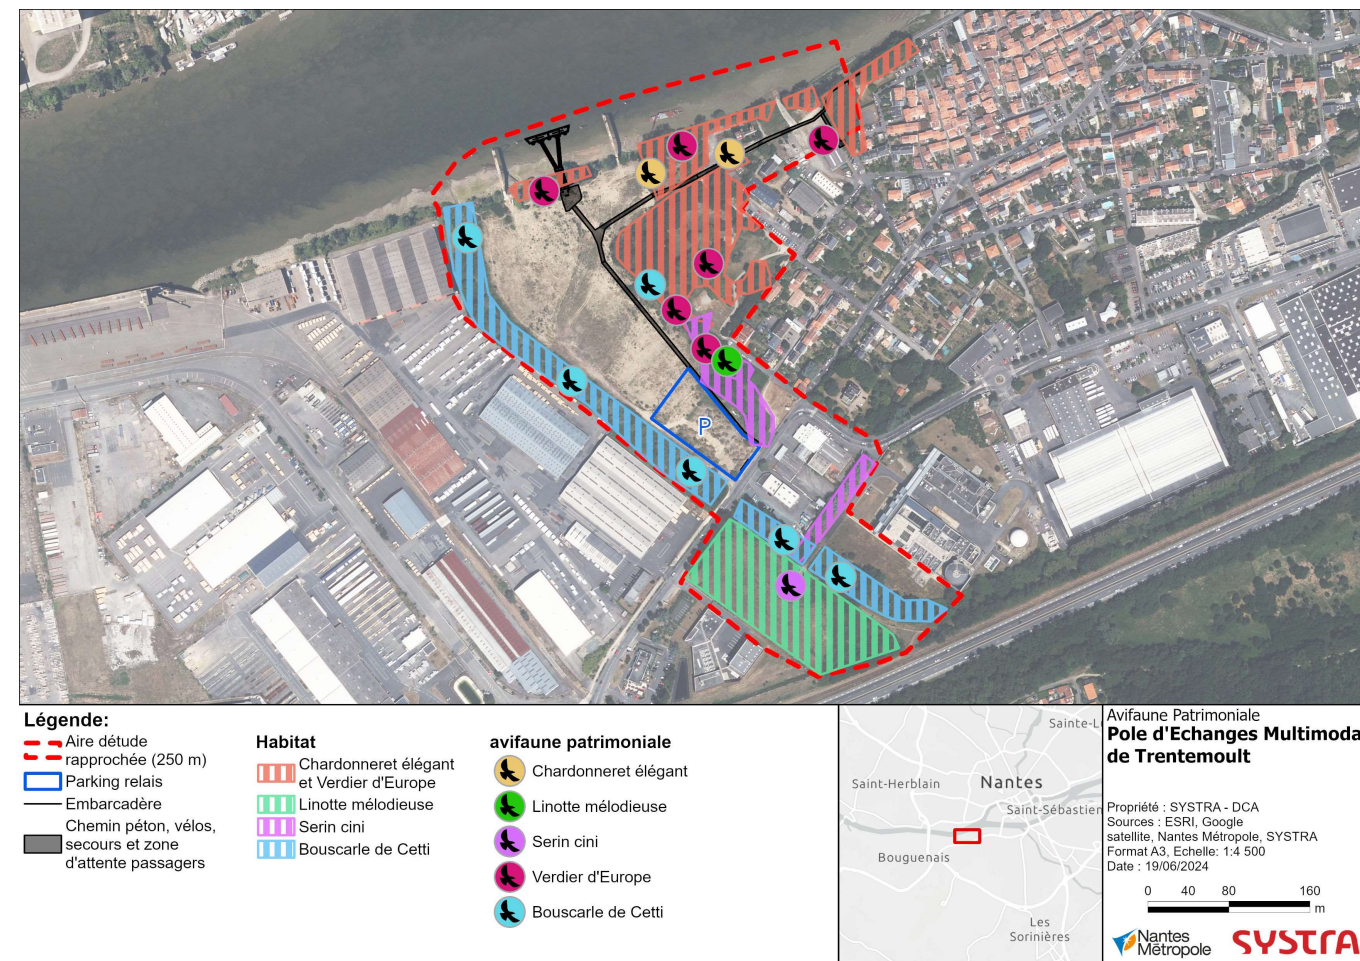 P
Légende:
Aire détude
rapprochée (250 m)
Parking relais
Embarcadère
Chemin péton, vélos,
secours et zone
d'attente passagers
Habitat
Chardonneret élégant
et Verdier d'Europe
Linotte mélodieuse
Serin cini
Bouscarle de Cetti
avifaune patrimoniale
Chardonneret élégant
Linotte mélodieuse
Serin cini
Verdier d'Europe
Bouscarle de Cetti
Sainte-Lu
Saint-Herblain
Nantes
Saint-Sébastien
Bouguenais
Les
Sorinières
Avifaune Patrimoniale
Pole d'Echanges Multimoda
de Trentemoult
Propriété : SYSTRA - DCA
Sources : ESRI, Google
satellite, Nantes Métropole, SYSTRA
Format A3, Echelle: 1:4 500
Date : 19/06/2024
0 40 80 160
m
Nantes
Métropole
SYSTRA